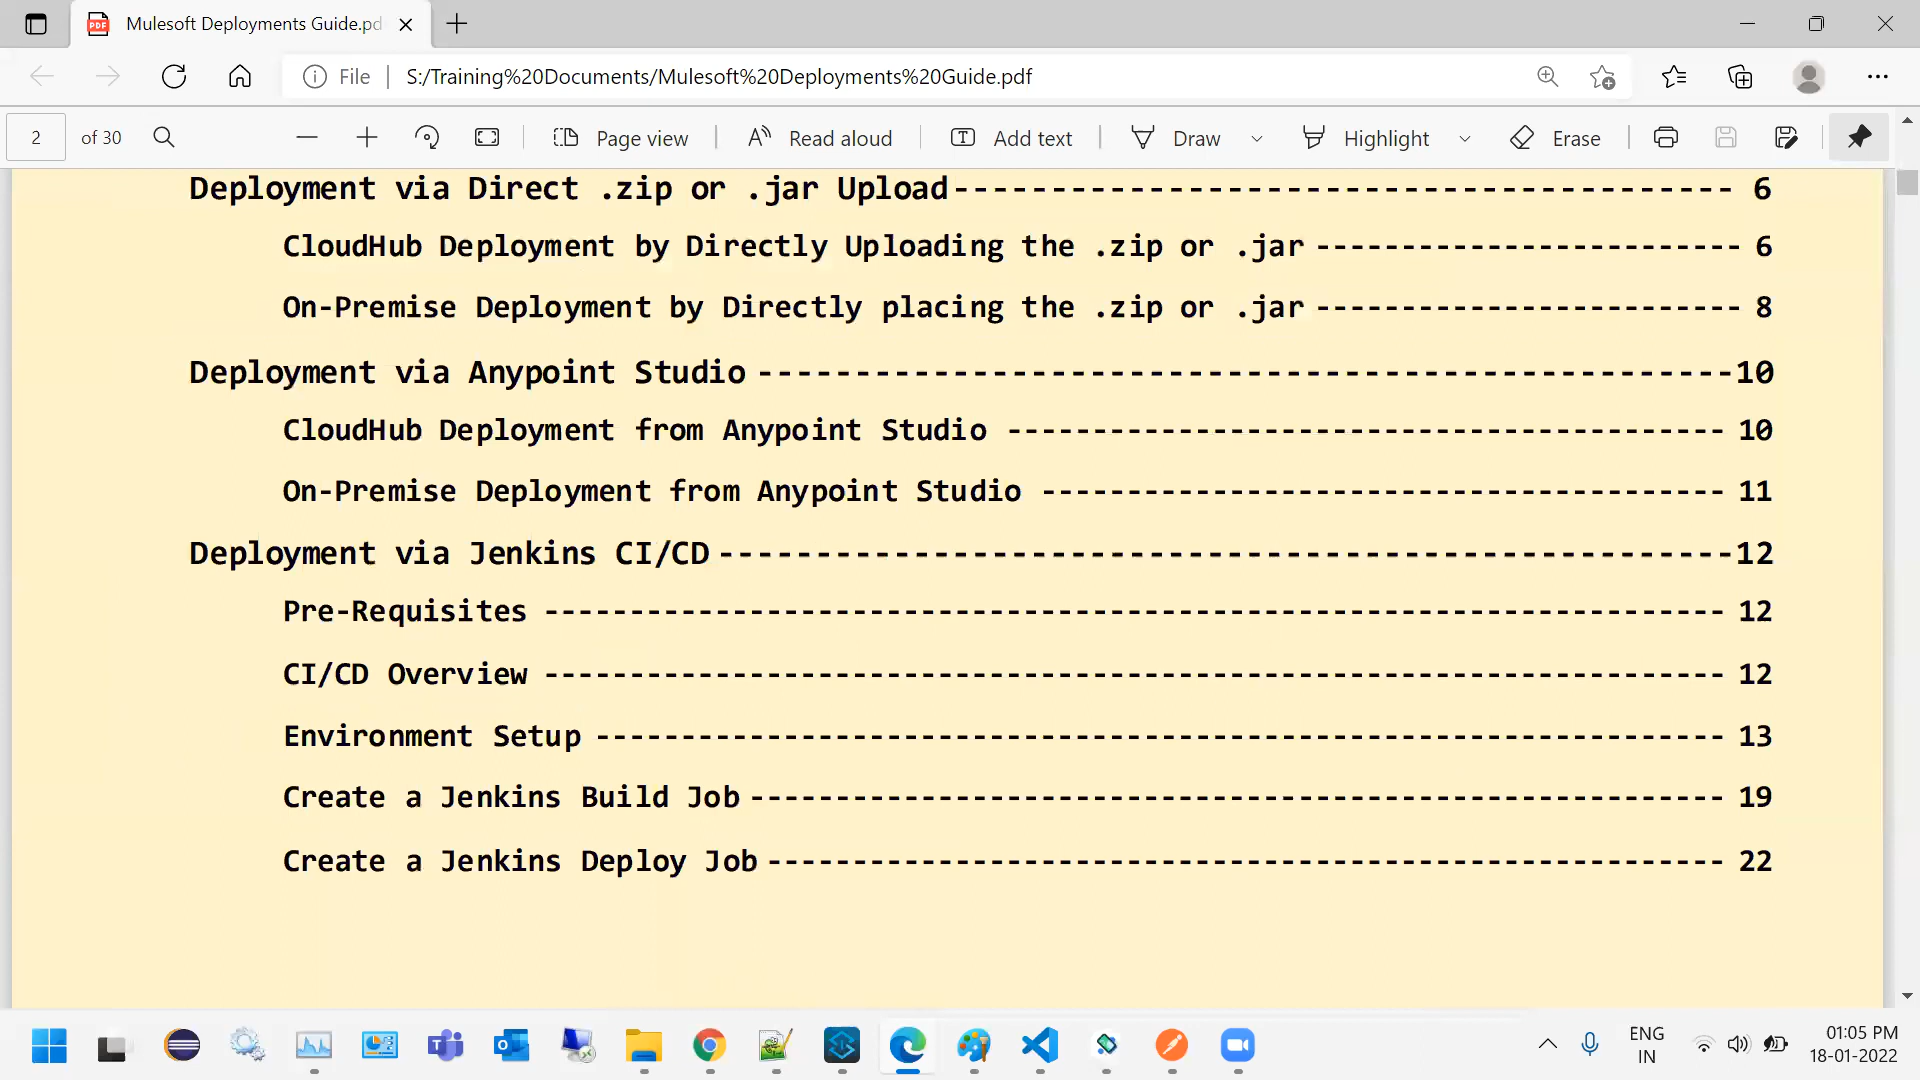 Mulesoft Deployments Guide.pd
File
S:/Training%20Documents/Mulesoft%20Deployments%20Guide.pdf
2 of 30
Page view
Read aloud
Add text
Draw
Highlight
Erase
Deployment via Direct .zip or .jar Upload 6
CloudHub Deployment by Directly Uploading the .zip or .jar 6
On-Premise Deployment by Directly placing the .zip or .jar 8
Deployment via Anypoint Studio 10
CloudHub Deployment from Anypoint Studio 10
On-Premise Deployment from Anypoint Studio 11
Deployment via Jenkins CI/CD 12
Pre-Requisites 12
CI/CD Overview 12
Environment Setup 13
Create a Jenkins Build Job 19
Create a Jenkins Deploy Job 22
ENG
IN
01:05 PM
18-01-2022